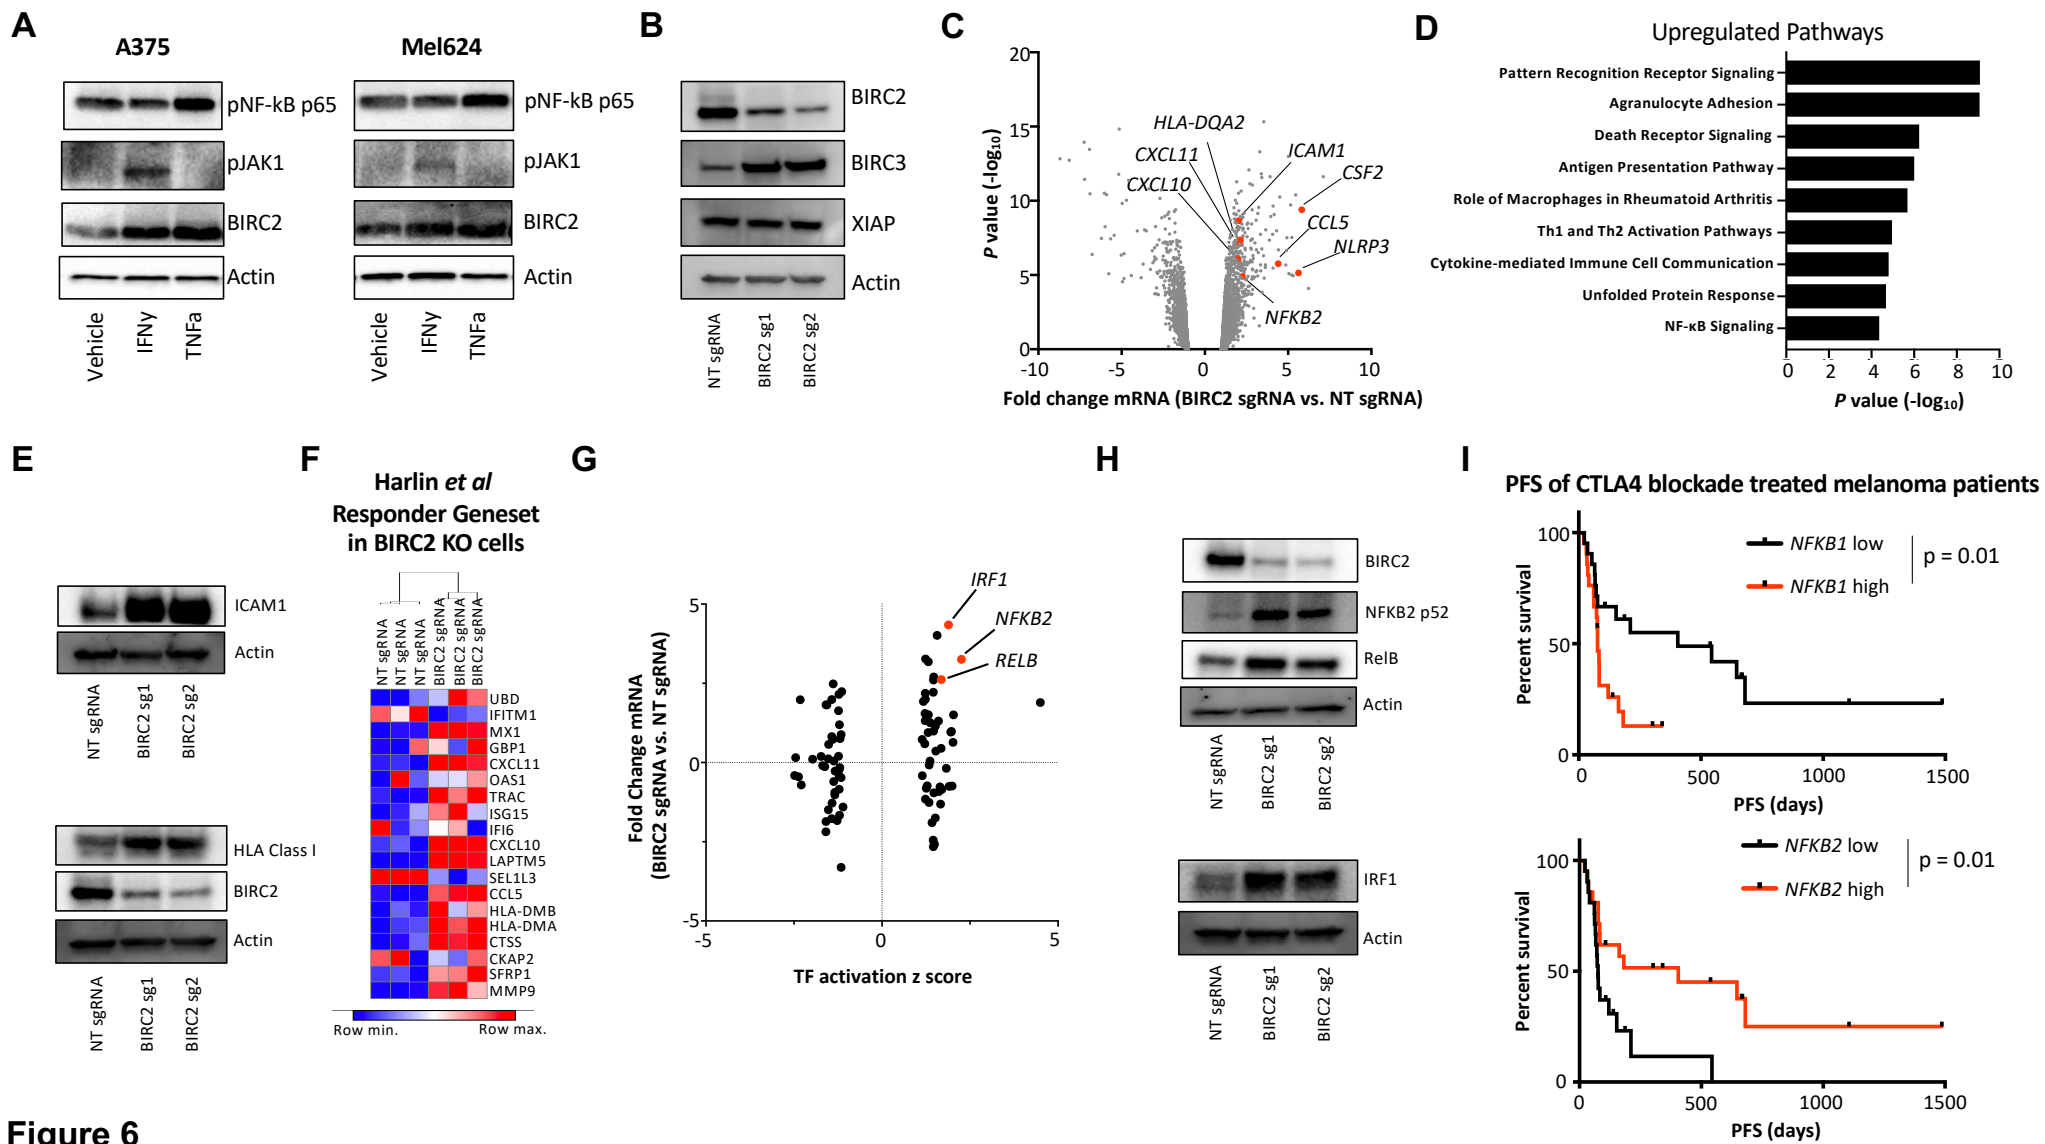 A
A375
Mel624
pNF-kB p65
pJAK1
BIRC2
Actin
Vehicle
IFNy
TNFa
pNF-kB p65
pJAK1
BIRC2
Actin
Vehicle
IFNy
TNFa
B
BIRC2
BIRC3
XIAP
Actin
NT sgRNA
BIRC2 sg1
BIRC2 sg2
C
P value (-log10)
20
15
10
5
0
-10
-5
0
5
10
HLA-DQA2
CXCL11
CXCL10
ICAM1
CSF2
CCL5
NLRP3
NFKB2
Fold change mRNA (BIRC2 sgRNA vs. NT sgRNA)
D
Upregulated Pathways
Pattern Recognition Receptor Signaling
Agranulocyte Adhesion
Death Receptor Signaling
Antigen Presentation Pathway
Role of Macrophages in Rheumatoid Arthritis
Th1 and Th2 Activation Pathways
Cytokine-mediated Immune Cell Communication
Unfolded Protein Response
NF-κB Signaling
0 2 4 6 8 10
P value (-log10)
E
ICAM1
Actin
NT sgRNA
BIRC2 sg1
BIRC2 sg2
HLA Class I
BIRC2
Actin
NT sgRNA
BIRC2 sg1
BIRC2 sg2
F
Harlin et al
Responder Geneset
in BIRC2 KO cells
NT sgRNA
NT sgRNA
NT sgRNA
BIRC2 sgRNA
BIRC2 sgRNA
BIRC2 sgRNA
UBD
IFITM1
MX1
GBP1
CXCL11
OAS1
TRAC
ISG15
IFI6
CXCL10
LAPTM5
SEL1L3
CCL5
HLA-DMB
HLA-DMA
CTSS
CKAP2
SFRP1
MMP9
Row min.
Row max.
G
Fold Change mRNA
(BIRC2 sgRNA vs. NT sgRNA)
5
0
-5
-5
0
5
IRF1
NFKB2
RELB
TF activation z score
H
BIRC2
NFKB2 p52
RelB
Actin
NT sgRNA
BIRC2 sg1
BIRC2 sg2
IRF1
Actin
NT sgRNA
BIRC2 sg1
BIRC2 sg2
I
PFS of CTLA4 blockade treated melanoma patients
Percent survival
100
50
0
0
500
1000
1500
NFKB1 low
NFKB1 high
p = 0.01
PFS (days)
Percent survival
100
50
0
0
500
1000
1500
NFKB2 low
NFKB2 high
p = 0.01
PFS (days)
Figure 6